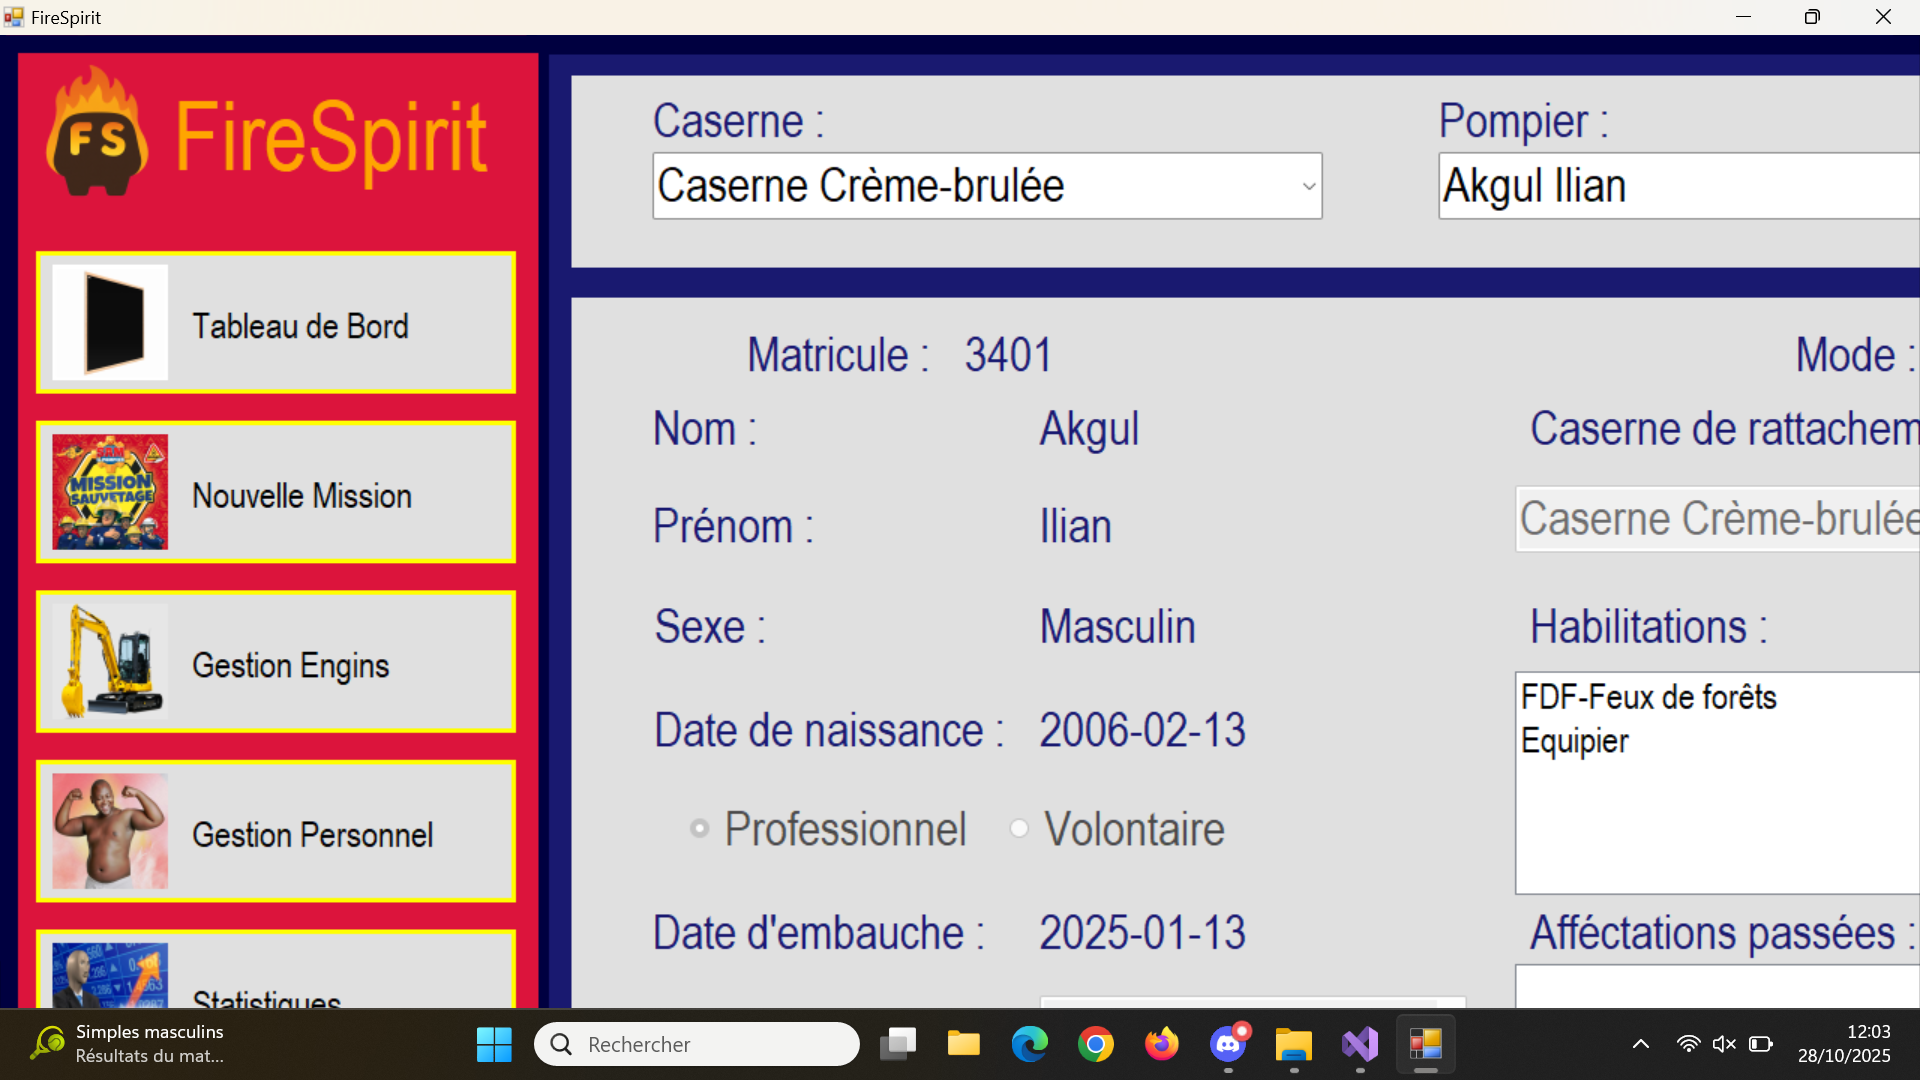 FireSpirit
FS
FireSpirit
Caserne :
Pompier :
Caserne Crème-brulée
Akgul Ilian
Tableau de Bord
Matricule : 3401
Mode :
Nom : Akgul
Caserne de rattachem
MISSION
SAUVETAGE
Nouvelle Mission
Prénom : Ilian
Caserne Crème-brulée
Sexe : Masculin
Habilitations :
Gestion Engins
FDF-Feux de forêts
Equipier
Date de naissance : 2006-02-13
Gestion Personnel
Professionnel
Volontaire
Date d'embauche : 2025-01-13
Afféctations passées :
Statistiques
Simples masculins
Résultats du mat...
Rechercher
12:03
28/10/2025